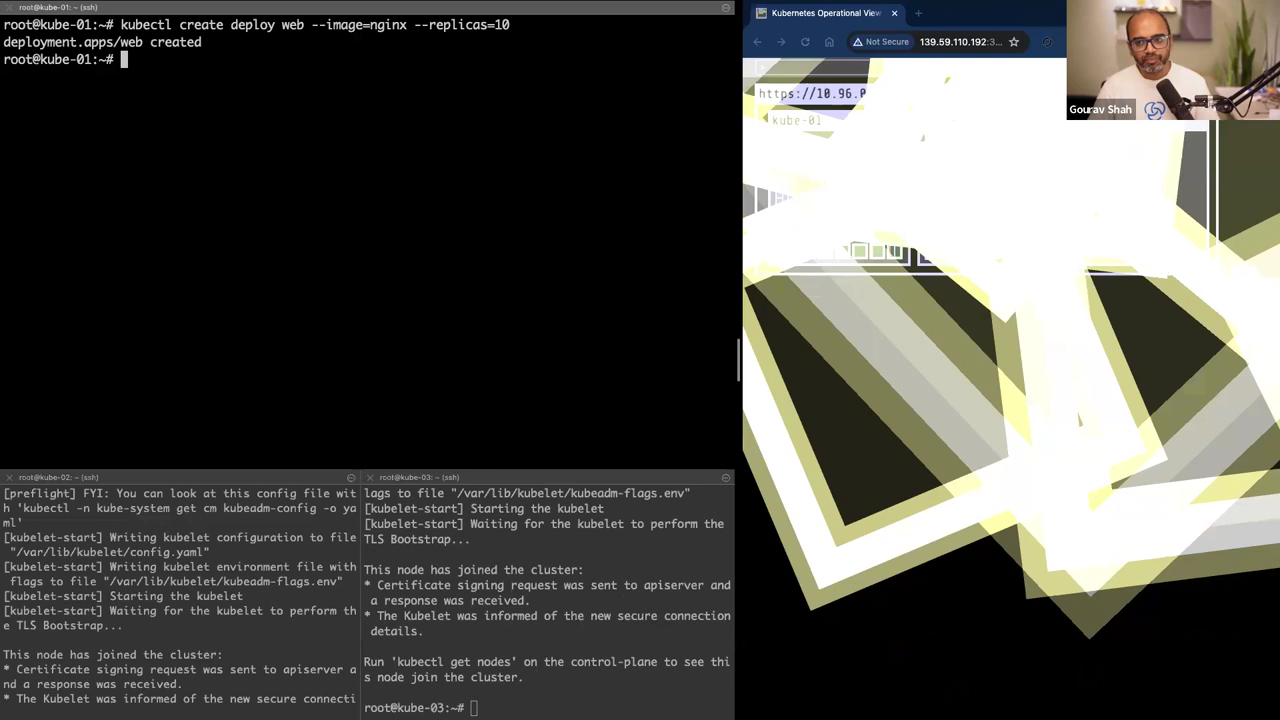 root@kube-01: ~ (ssh)
root@kube-01:~# kubectl create deploy web --image=nginx --replicas=10
deployment.apps/web created
root@kube-01:~#
root@kube-02: ~ (ssh)
[preflight] FYI: You can look at this config file wit
h 'kubectl -n kube-system get cm kubeadm-config -o ya
ml'
[kubelet-start] Writing kubelet configuration to file
"/var/lib/kubelet/config.yaml"
[kubelet-start] Writing kubelet environment file with
flags to file "/var/lib/kubelet/kubeadm-flags.env"
[kubelet-start] Starting the kubelet
[kubelet-start] Waiting for the kubelet to perform th
e TLS Bootstrap...
This node has joined the cluster:
* Certificate signing request was sent to apiserver a
nd a response was received.
* The Kubelet was informed of the new secure connecti
root@kube-03: ~ (ssh)
lags to file "/var/lib/kubelet/kubeadm-flags.env"
[kubelet-start] Starting the kubelet
[kubelet-start] Waiting for the kubelet to perform the
TLS Bootstrap...
This node has joined the cluster:
* Certificate signing request was sent to apiserver and
a response was received.
* The Kubelet was informed of the new secure connection
details.
Run 'kubectl get nodes' on the control-plane to see thi
s node join the cluster.
root@kube-03:~#
Kubernetes Operational View
Not Secure 139.59.110.192:3...
https://10.96.0
kube-01
Gourav Shah